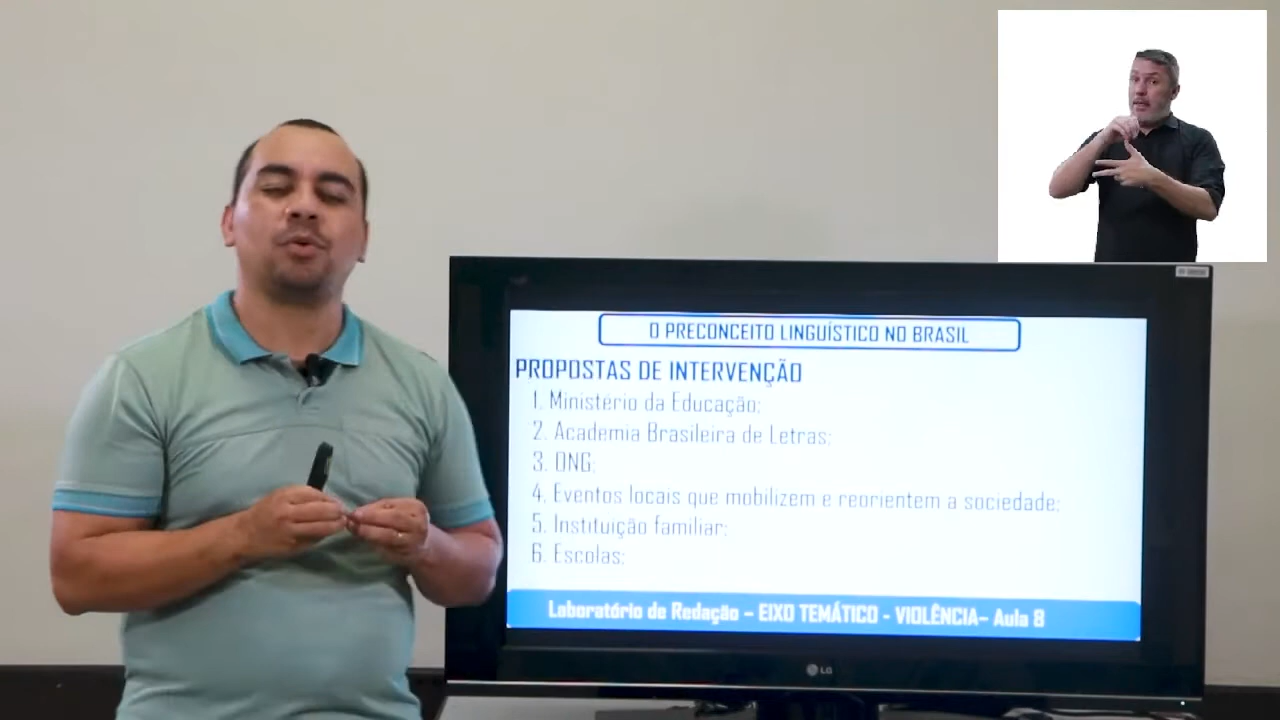 O PRECONCEITO LINGUÍSTICO NO BRASIL
PROPOSTAS DE INTERVENÇÃO
1. Ministério da Educação;
2. Academia Brasileira de Letras;
3. ONG;
4. Eventos locais que mobilizem e reorientem a sociedade;
5. Instituição familiar;
6. Escolas;
Laboratório de Redação – EIXO TEMÁTICO - VIOLÊNCIA– Aula 8
LG